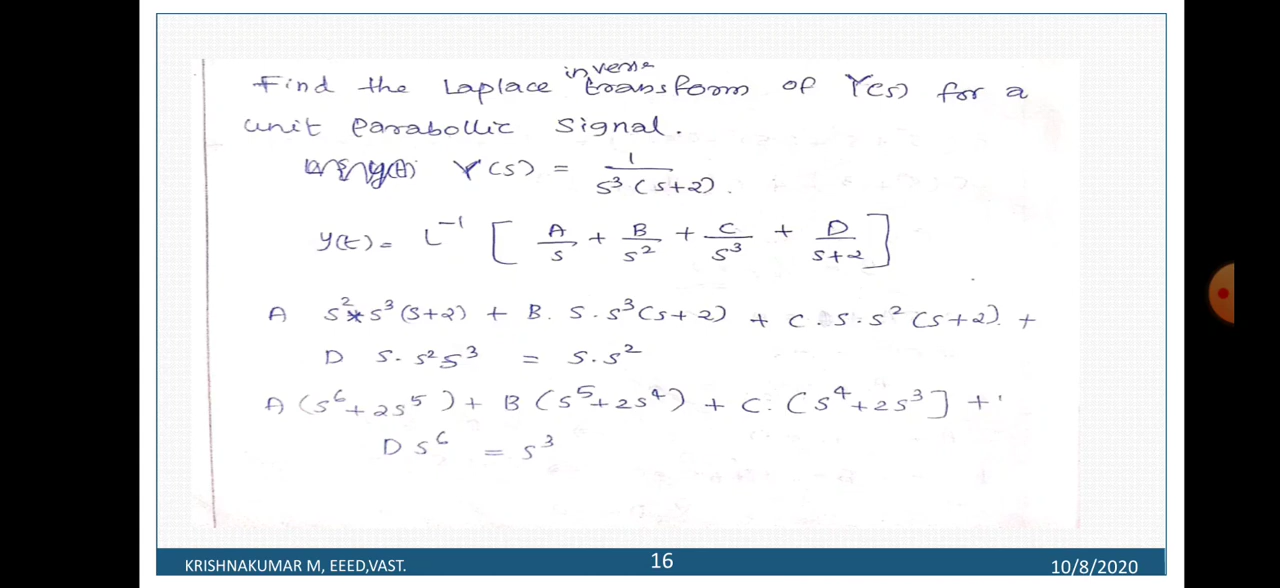 inverse
Find the Laplace transform of Y(s) for a
unit parabollic signal.
Y(s) = 1 / s³(s+2).
y(t) = L⁻¹ [ A/s + B/s² + C/s³ + D/s+2 ]
A s² * s³(s+2) + B. s. s³(s+2) + C. s. s²(s+2) +
D s. s² s³ = s. s²
A (s⁶ + 2s⁵) + B (s⁵ + 2s⁴) + C. (s⁴ + 2s³] +
D s⁶ = s³
KRISHNAKUMAR M, EEED,VAST. 16 10/8/2020